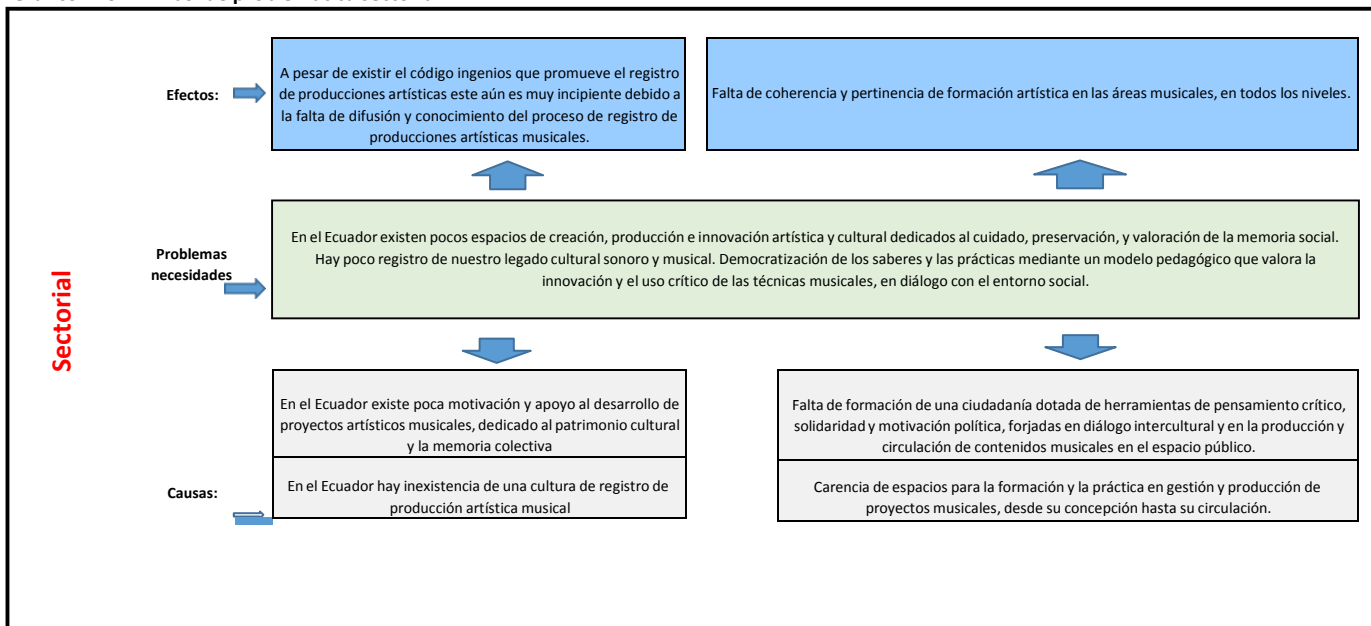 Efectos:
A pesar de existir el código ingenios que promueve el registro
de producciones artísticas este aún es muy incipiente debido a
la falta de difusión y conocimiento del proceso de registro de
producciones artísticas musicales.
Falta de coherencia y pertinencia de formación artística en las áreas musicales, en todos los niveles.
Sectorial
Problemas
necesidades
En el Ecuador existen pocos espacios de creación, producción e innovación artística y cultural dedicados al cuidado, preservación, y valoración de la memoria social.
Hay poco registro de nuestro legado cultural sonoro y musical. Democratización de los saberes y las prácticas mediante un modelo pedagógico que valora la
innovación y el uso crítico de las técnicas musicales, en diálogo con el entorno social.
Causas:
En el Ecuador existe poca motivación y apoyo al desarrollo de
proyectos artísticos musicales, dedicado al patrimonio cultural
y la memoria colectiva
En el Ecuador hay inexistencia de una cultura de registro de
producción artística musical
Falta de formación de una ciudadanía dotada de herramientas de pensamiento crítico,
solidaridad y motivación política, forjadas en diálogo intercultural y en la producción y
circulación de contenidos musicales en el espacio público.
Carencia de espacios para la formación y la práctica en gestión y producción de
proyectos musicales, desde su concepción hasta su circulación.